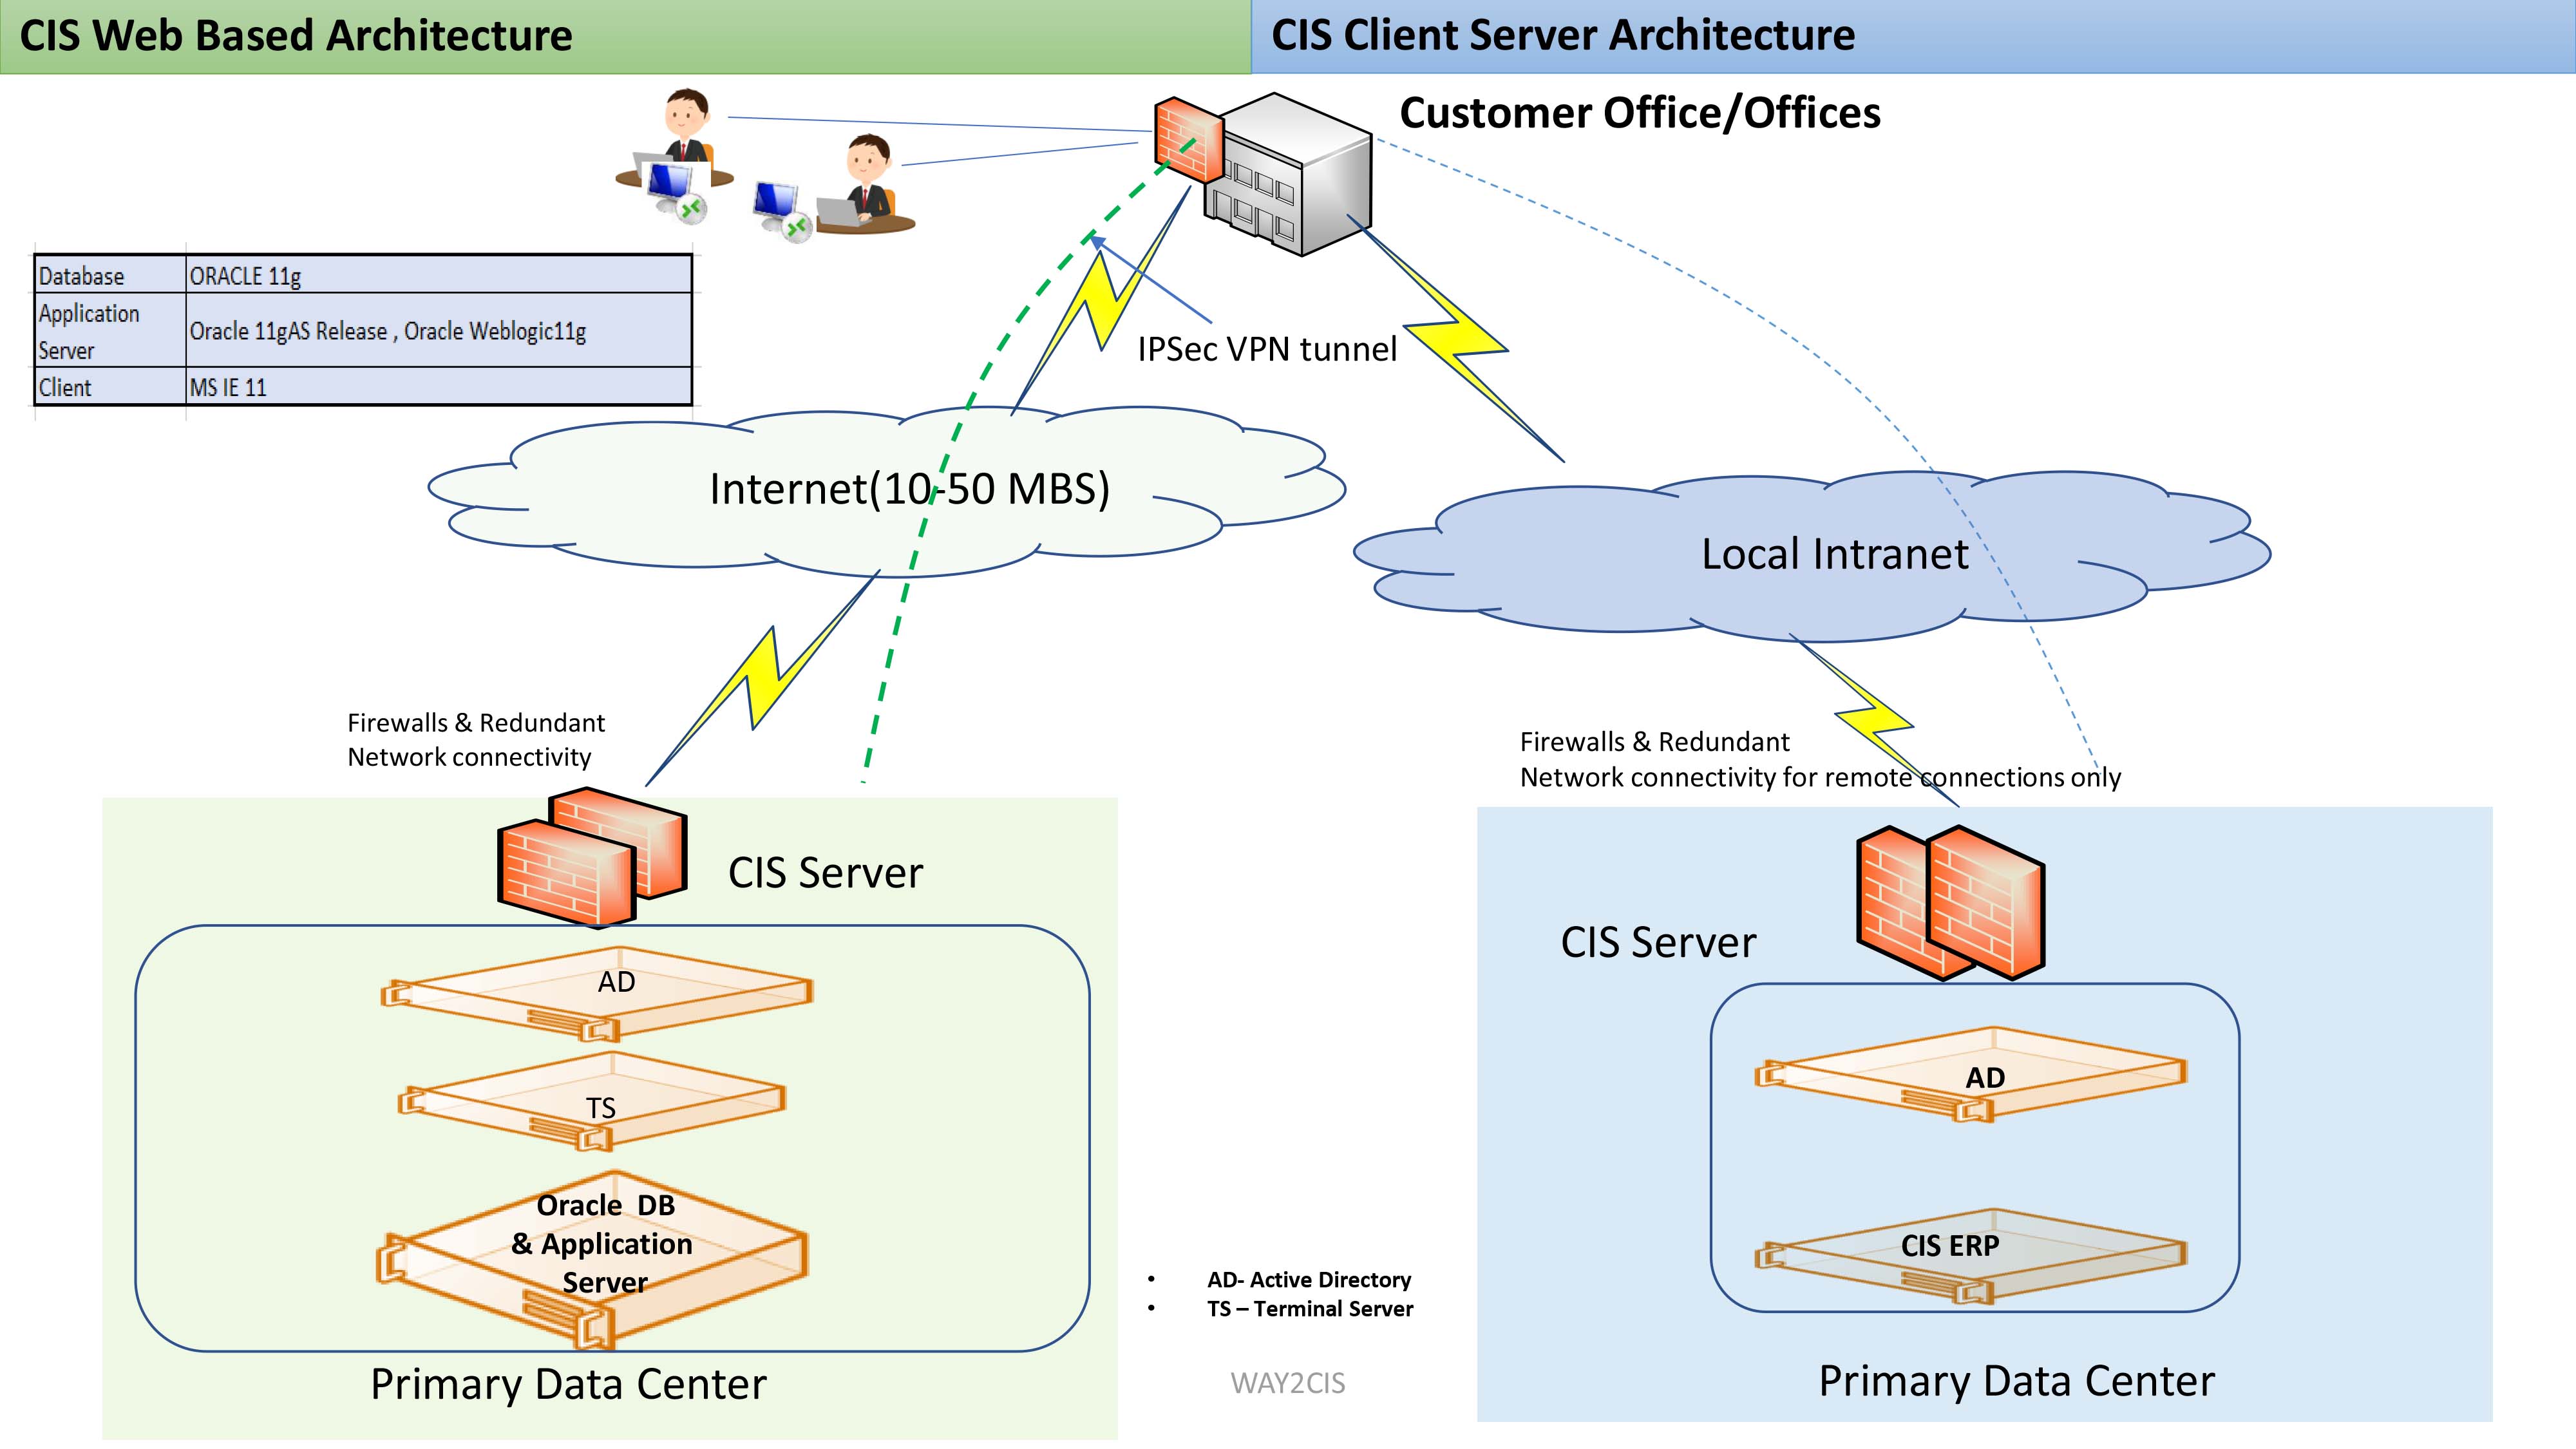 CIS Web Based Architecture
CIS Client Server Architecture
Customer Office/Offices
Database ORACLE 11g
Application
Server
Oracle 11gAS Release , Oracle Weblogic11g
Client MS IE 11
IPSec VPN tunnel
Internet(10-50 MBS)
Local Intranet
Firewalls & Redundant
Network connectivity
Firewalls & Redundant
Network connectivity for remote connections only
CIS Server
AD
TS
Oracle DB
& Application
Server
Primary Data Center
• AD- Active Directory
• TS – Terminal Server
WAY2CIS
CIS Server
AD
CIS ERP
Primary Data Center